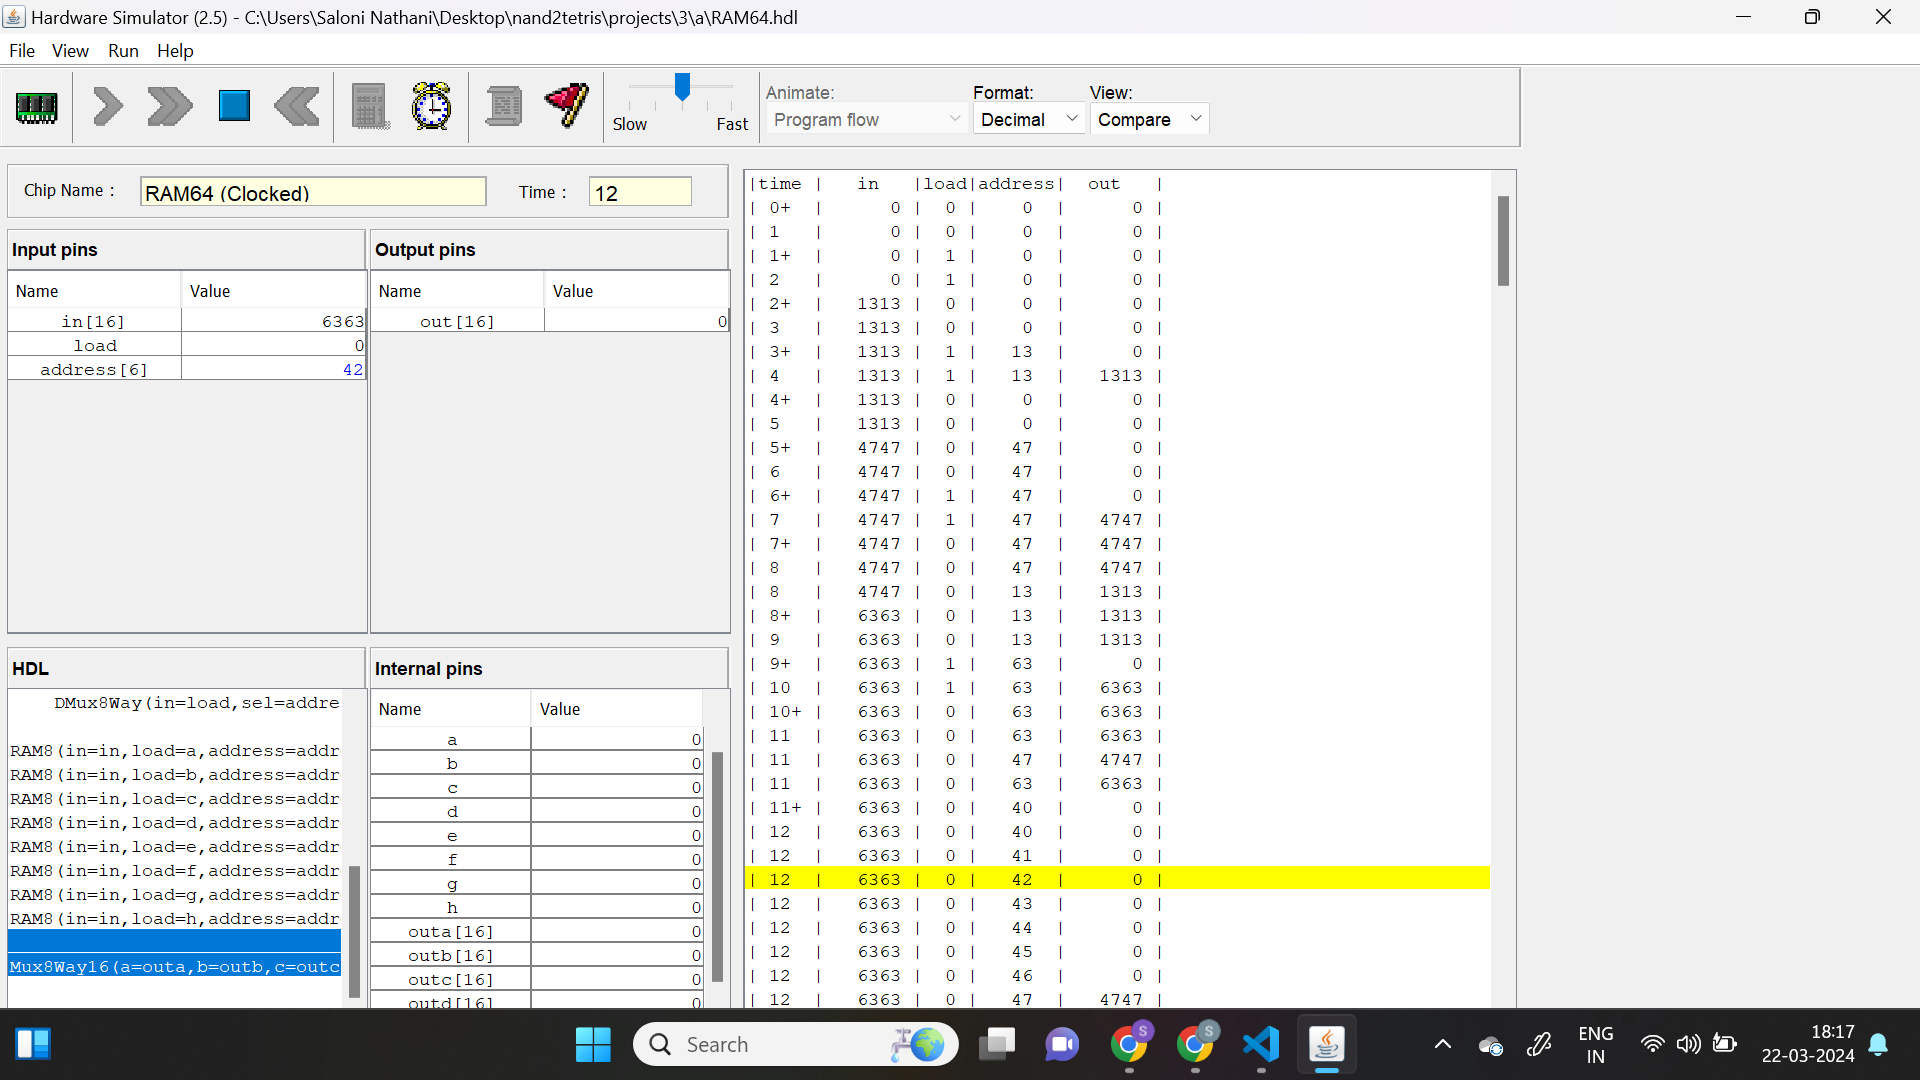 Hardware Simulator (2.5) - C:\Users\Saloni Nathani\Desktop\nand2tetris\projects\3\a\RAM64.hdl
File View Run Help
Slow Fast
Animate:
Program flow
Format:
Decimal
View:
Compare
Chip Name : RAM64 (Clocked) Time : 12
Input pins
Name Value
in[16] 6363
load 0
address[6] 42
Output pins
Name Value
out[16] 0
HDL
DMux8Way(in=load,sel=addre
RAM8(in=in,load=a,address=addr
RAM8(in=in,load=b,address=addr
RAM8(in=in,load=c,address=addr
RAM8(in=in,load=d,address=addr
RAM8(in=in,load=e,address=addr
RAM8(in=in,load=f,address=addr
RAM8(in=in,load=g,address=addr
RAM8(in=in,load=h,address=addr
Mux8Way16(a=outa,b=outb,c=outc
Internal pins
Name Value
a 0
b 0
c 0
d 0
e 0
f 0
g 0
h 0
outa[16] 0
outb[16] 0
outc[16] 0
outd[16] 0
|time | in |load|address| out |
| 0+ | 0 | 0 | 0 | 0 |
| 1 | 0 | 0 | 0 | 0 |
| 1+ | 0 | 1 | 0 | 0 |
| 2 | 0 | 1 | 0 | 0 |
| 2+ | 1313 | 0 | 0 | 0 |
| 3 | 1313 | 0 | 0 | 0 |
| 3+ | 1313 | 1 | 13 | 0 |
| 4 | 1313 | 1 | 13 | 1313 |
| 4+ | 1313 | 0 | 0 | 0 |
| 5 | 1313 | 0 | 0 | 0 |
| 5+ | 4747 | 0 | 47 | 0 |
| 6 | 4747 | 0 | 47 | 0 |
| 6+ | 4747 | 1 | 47 | 0 |
| 7 | 4747 | 1 | 47 | 4747 |
| 7+ | 4747 | 0 | 47 | 4747 |
| 8 | 4747 | 0 | 47 | 4747 |
| 8 | 4747 | 0 | 13 | 1313 |
| 8+ | 6363 | 0 | 13 | 1313 |
| 9 | 6363 | 0 | 13 | 1313 |
| 9+ | 6363 | 1 | 63 | 0 |
| 10 | 6363 | 1 | 63 | 6363 |
| 10+ | 6363 | 0 | 63 | 6363 |
| 11 | 6363 | 0 | 63 | 6363 |
| 11 | 6363 | 0 | 47 | 4747 |
| 11 | 6363 | 0 | 63 | 6363 |
| 11+ | 6363 | 0 | 40 | 0 |
| 12 | 6363 | 0 | 40 | 0 |
| 12 | 6363 | 0 | 41 | 0 |
| 12 | 6363 | 0 | 42 | 0 |
| 12 | 6363 | 0 | 43 | 0 |
| 12 | 6363 | 0 | 44 | 0 |
| 12 | 6363 | 0 | 45 | 0 |
| 12 | 6363 | 0 | 46 | 0 |
| 12 | 6363 | 0 | 47 | 4747 |
Search
S
S
ENG
IN
18:17
22-03-2024